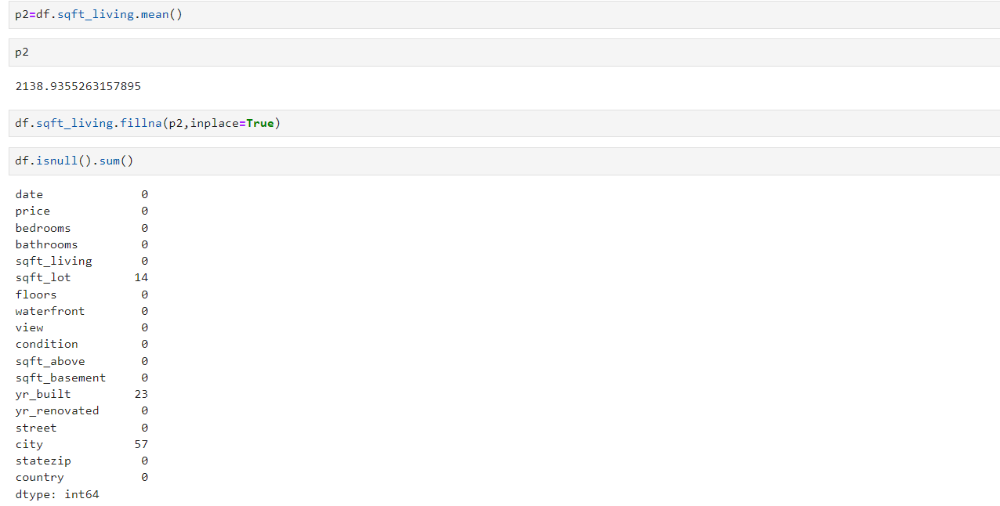 p2=df.sqft_living.mean()
p2
2138.9355263157895
df.sqft_living.fillna(p2,inplace=True)
df.isnull().sum()
date 0
price 0
bedrooms 0
bathrooms 0
sqft_living 0
sqft_lot 14
floors 0
waterfront 0
view 0
condition 0
sqft_above 0
sqft_basement 0
yr_built 23
yr_renovated 0
street 0
city 57
statezip 0
country 0
dtype: int64